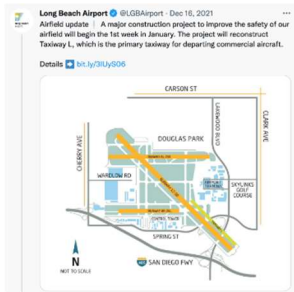 Long Beach Airport @LGBAirport · Dec 16, 2021
Airfield update | A major construction project to improve the safety of our
airfield will begin the 1st week in January. The project will reconstruct
Taxiway L, which is the primary taxiway for departing commercial aircraft.
Details bit.ly/3lUyS06
CARSON ST
LAKEWOOD BLVD
CLARK AVE
DOUGLAS PARK
CHERRY AVE
WARDLOW RD
SKYLINKS
GOLF
COURSE
SPRING ST
N
NOT TO SCALE
405
SAN DIEGO FWY